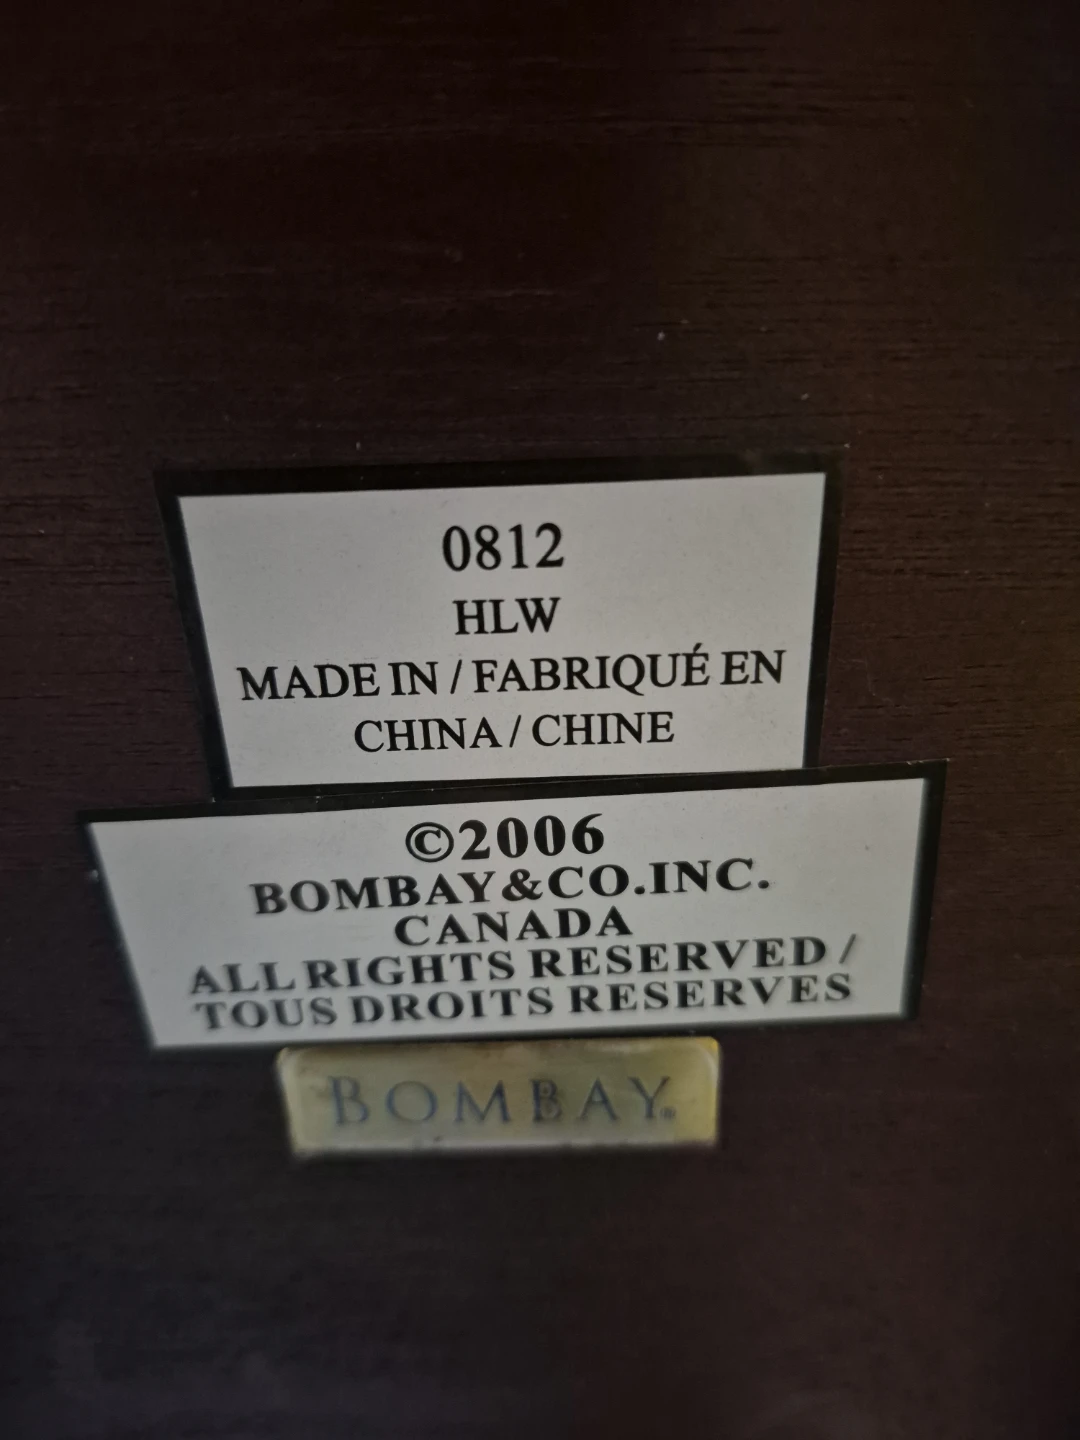 0812
HLW
MADE IN / FABRIQUÉ EN
CHINA / CHINE
©2006
BOMBAY&CO.INC.
CANADA
ALL RIGHTS RESERVED /
TOUS DROITS RESERVES
BOMBAY®